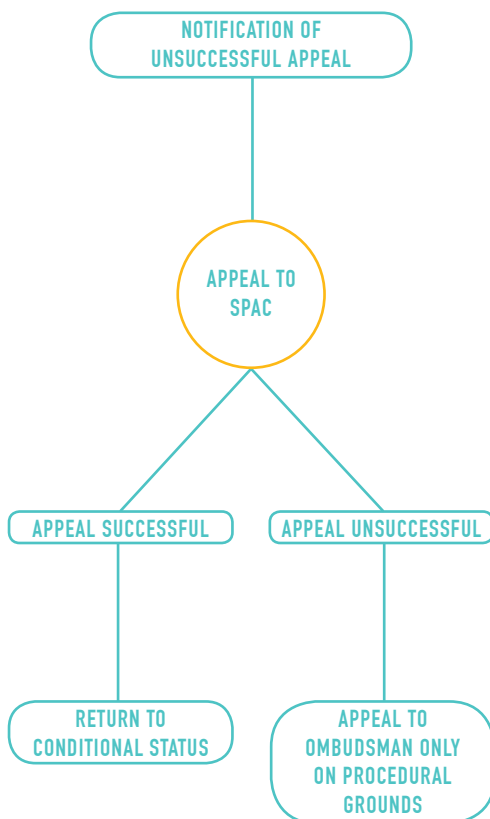 NOTIFICATION OF
UNSUCCESSFUL APPEAL
APPEAL TO
SPAC
APPEAL SUCCESSFUL
APPEAL UNSUCCESSFUL
RETURN TO
CONDITIONAL STATUS
APPEAL TO
OMBUDSMAN ONLY
ON PROCEDURAL
GROUNDS